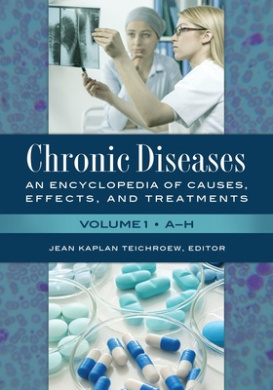 Chronic Diseases
AN ENCYCLOPEDIA OF CAUSES,
EFFECTS, AND TREATMENTS
VOLUME 1 • A–H
JEAN KAPLAN TEICHROEW, EDITOR